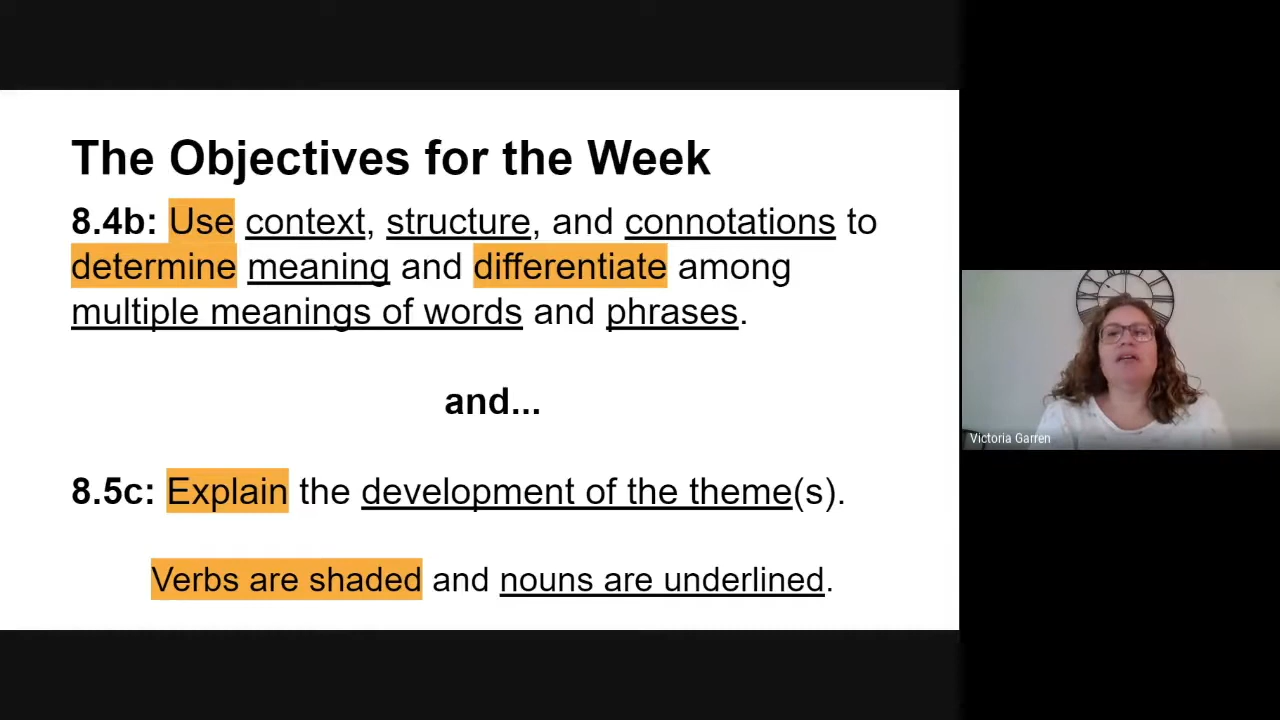 The Objectives for the Week
8.4b: Use context, structure, and connotations to
determine meaning and differentiate among
multiple meanings of words and phrases.
and...
8.5c: Explain the development of the theme(s).
Verbs are shaded and nouns are underlined.
Victoria Garren